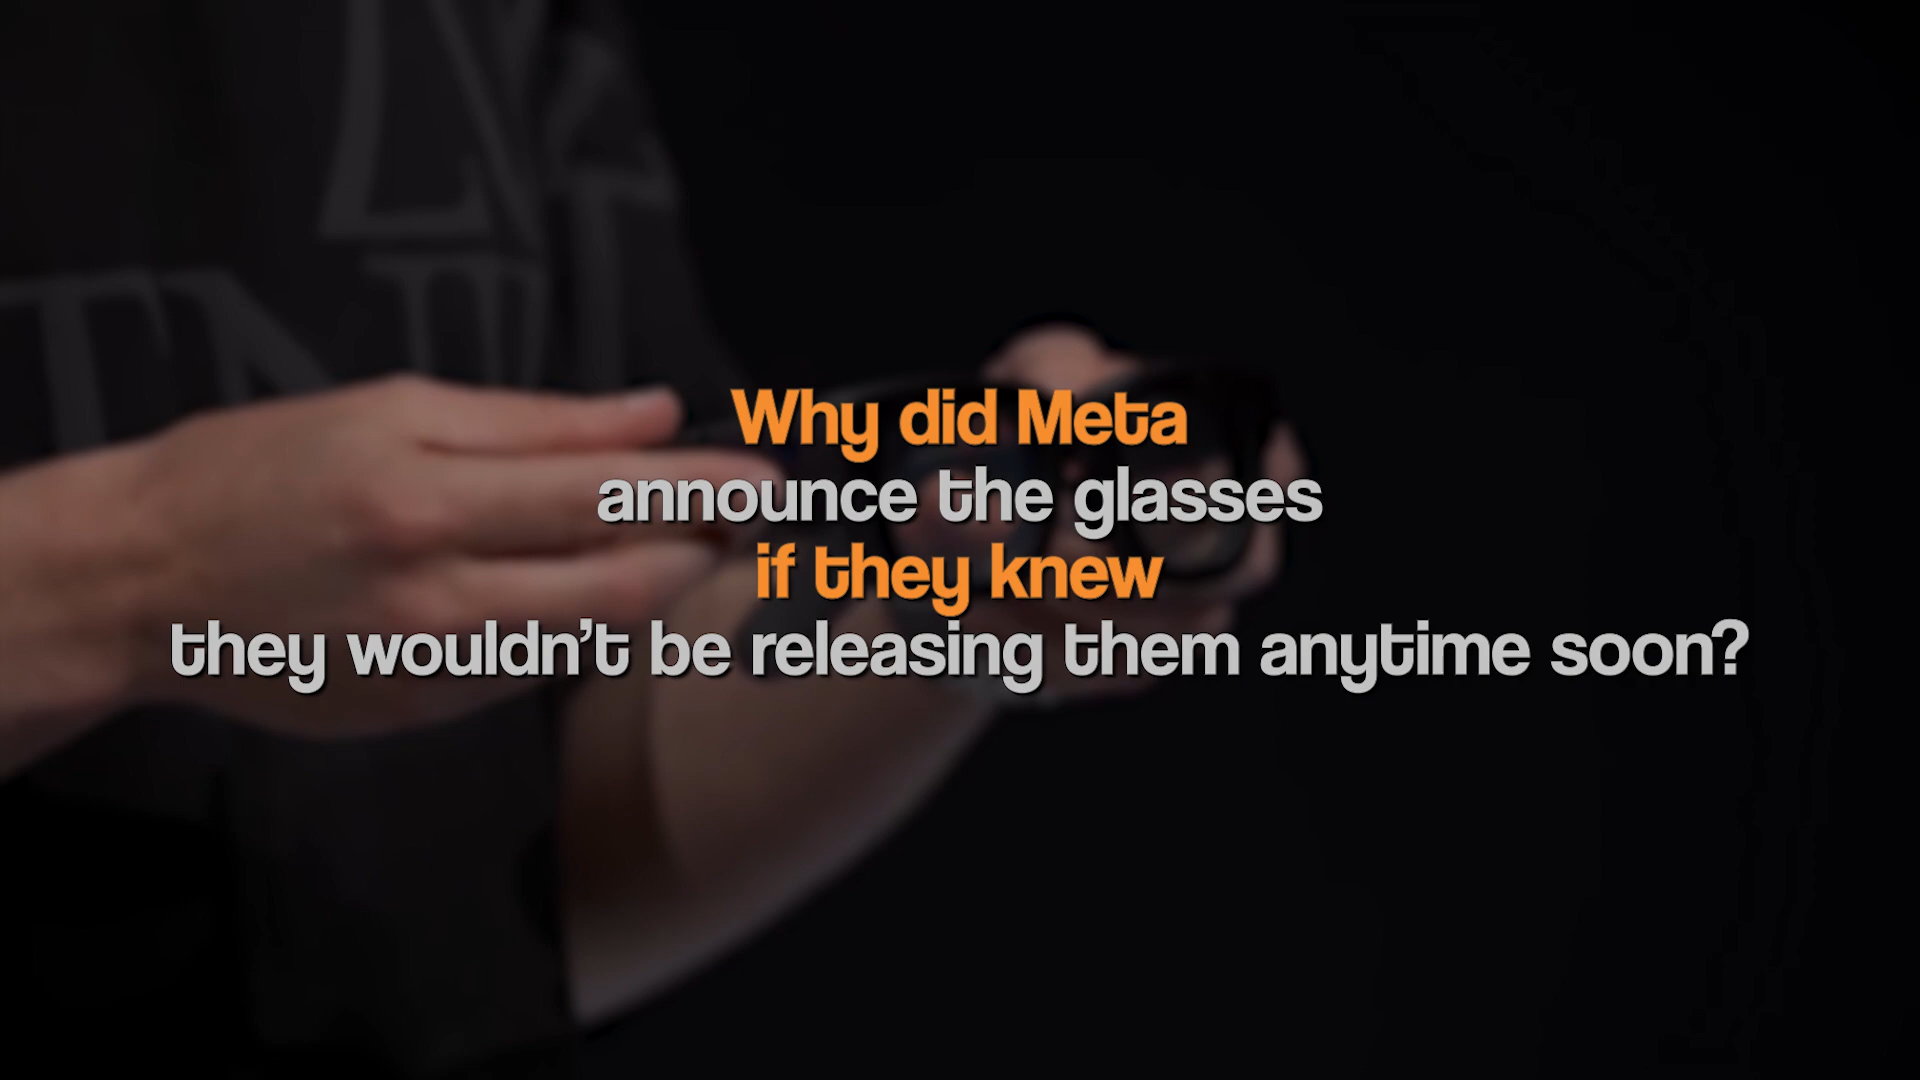 Why did Meta
announce the glasses
if they knew
they wouldn’t be releasing them anytime soon?